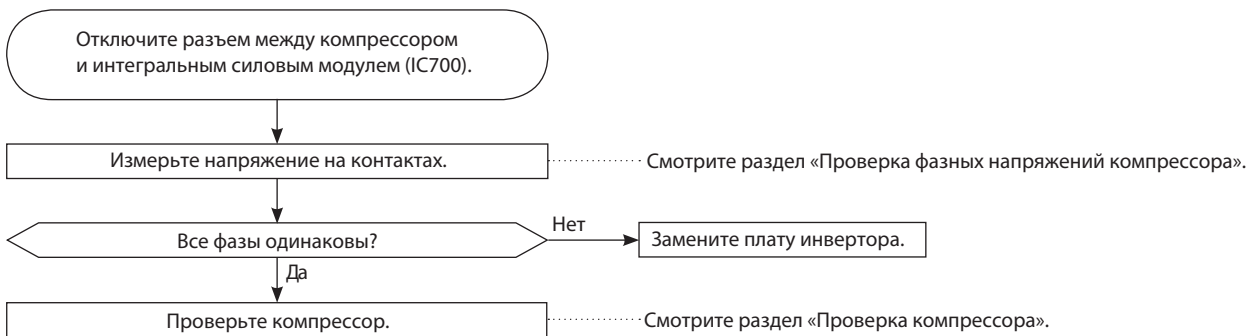 Отключите разъем между компрессором
и интегральным силовым модулем (IC700).
Измерьте напряжение на контактах.
Смотрите раздел «Проверка фазных напряжений компрессора».
Все фазы одинаковы?
Нет
Замените плату инвертора.
Да
Проверьте компрессор.
Смотрите раздел «Проверка компрессора».